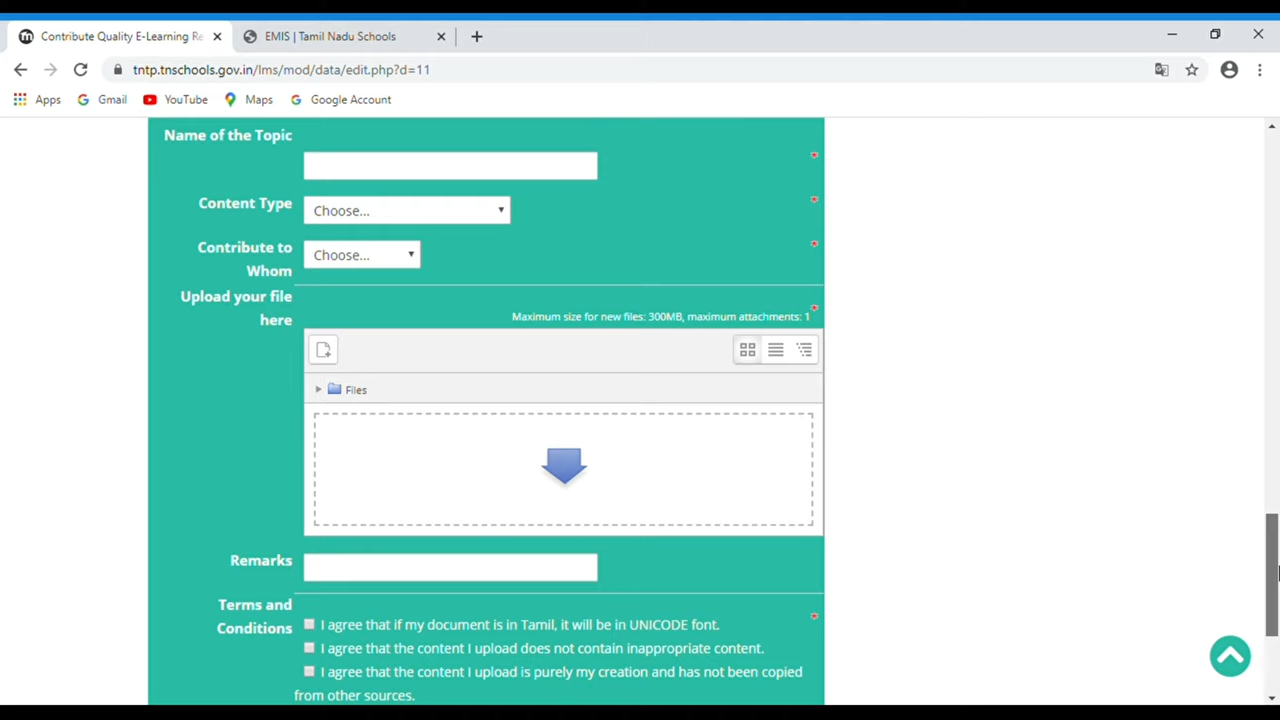 Contribute Quality E-Learning Re
EMIS | Tamil Nadu Schools
tntp.tnschools.gov.in/lms/mod/data/edit.php?d=11
Apps
Gmail
YouTube
Maps
Google Account
Name of the Topic
*
Content Type
Choose...
*
Contribute to
Whom
Choose...
*
Upload your file
here
Maximum size for new files: 300MB, maximum attachments: 1
*
Files
Remarks
Terms and
Conditions
*
I agree that if my document is in Tamil, it will be in UNICODE font.
I agree that the content I upload does not contain inappropriate content.
I agree that the content I upload is purely my creation and has not been copied
from other sources.